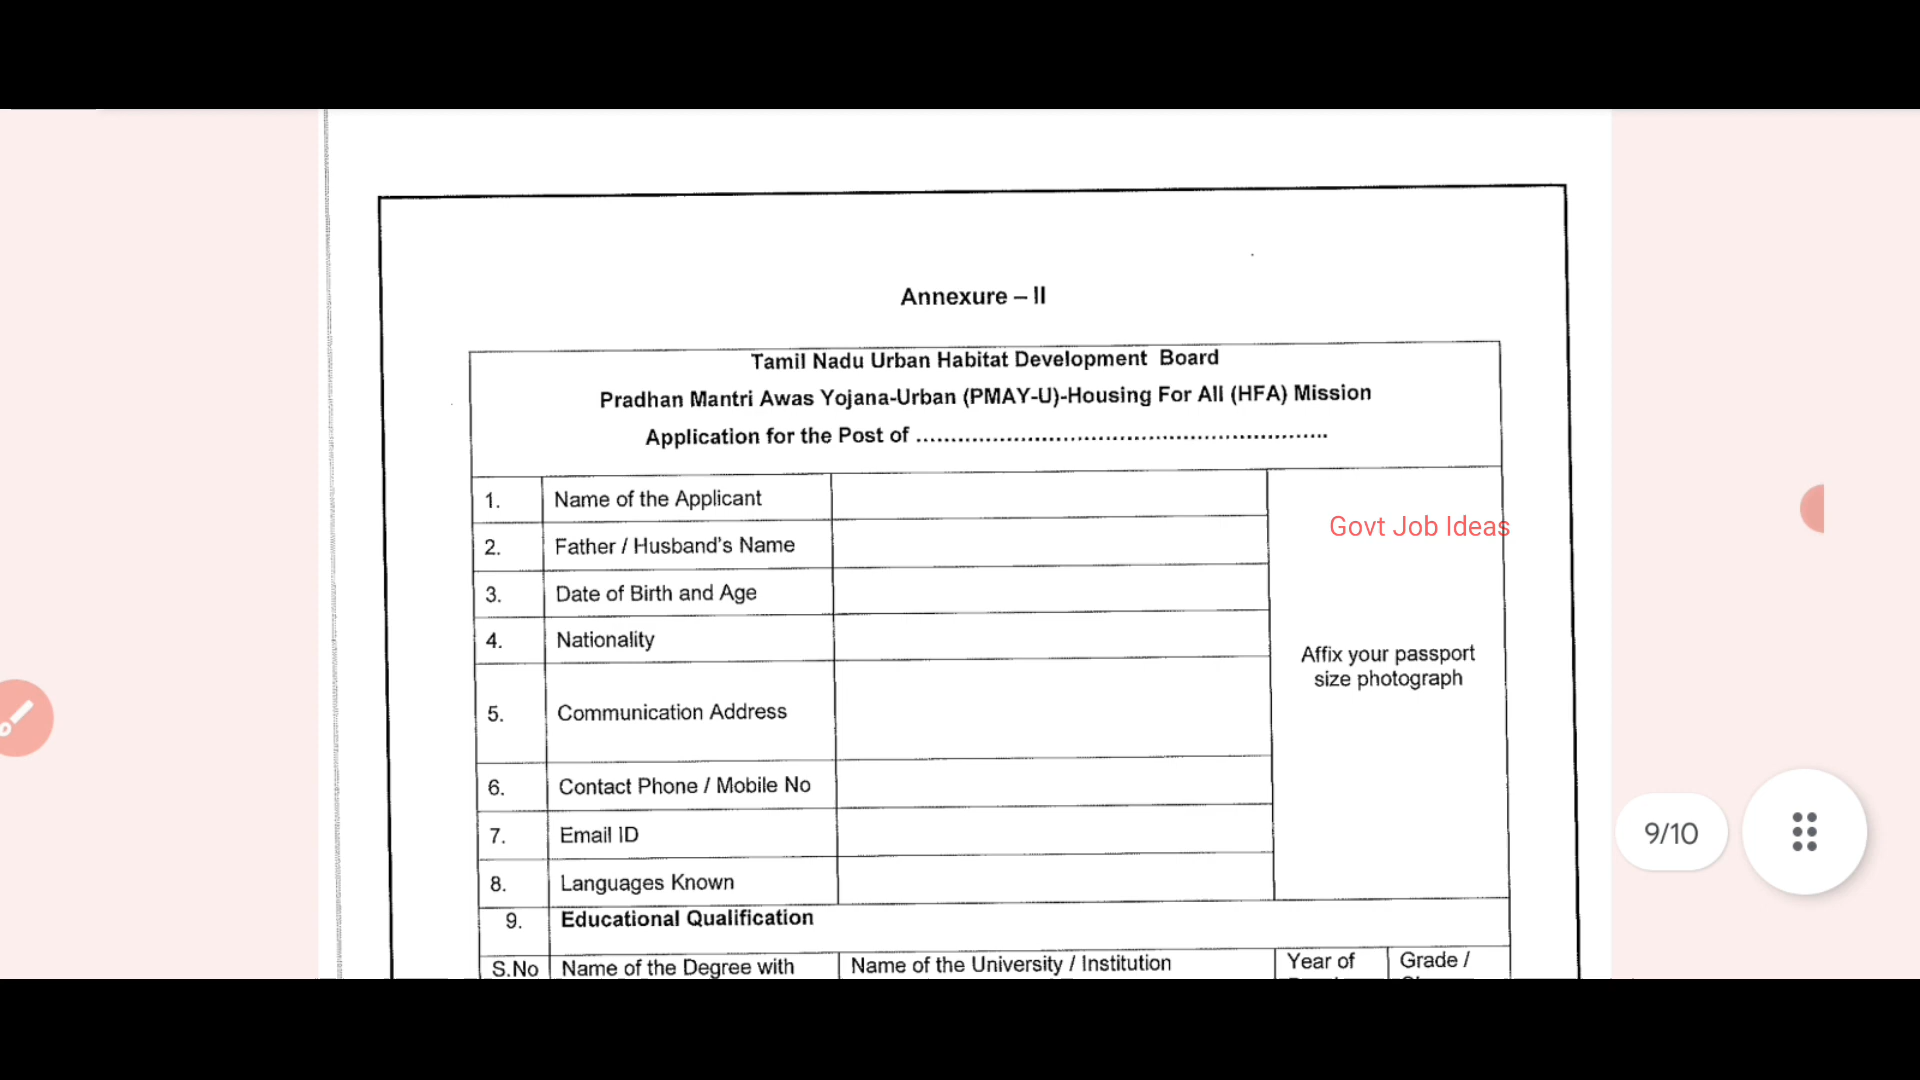 Annexure – II
Tamil Nadu Urban Habitat Development Board
Pradhan Mantri Awas Yojana-Urban (PMAY-U)-Housing For All (HFA) Mission
Application for the Post of ............................................................
1. Name of the Applicant
Govt Job Ideas
2. Father / Husband's Name
3. Date of Birth and Age
4. Nationality
Affix your passport
size photograph
5. Communication Address
6. Contact Phone / Mobile No
7. Email ID
8. Languages Known
9. Educational Qualification
S.No Name of the Degree with Name of the University / Institution Year of Grade /
9/10